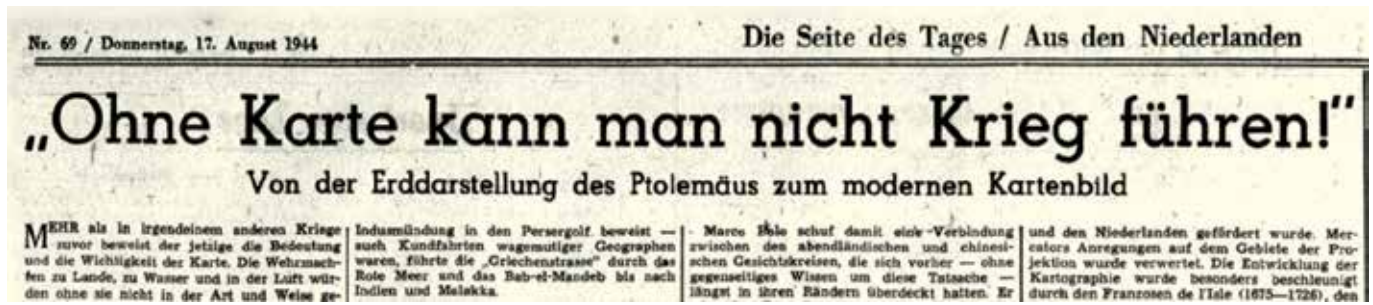 Nr. 69 / Donnerstag, 17. August 1944
Die Seite des Tages / Aus den Niederlanden
„Ohne Karte kann man nicht Krieg führen!“
Von der Erddarstellung des Ptolemäus zum modernen Kartenbild
MEHR als in irgendeinem anderen Kriege
zuvor beweist der jetzige die Bedeutung
und die Wichtigkeit der Karte. Die Wehrmach-
ten zu Lande, zu Wasser und in der Luft wür-
den ohne sie nicht in der Art und Weise ge-
Indusmündung in den Persergolf beweist —
auch Kundfahrten wagemutiger Geographen
waren, führte die „Griechenstrasse“ durch das
Rote Meer und das Bab-el-Mandeb bis nach
Indien und Malakka.
Marco Polo schuf damit eine Verbindung
zwischen den abendländischen und chinesi-
schen Gesichtskreisen, die sich vorher — ohne
gegenseitiges Wissen um diese Tatsache —
längst in ihren Rändern überdeckt hatten. Er
und den Niederlanden gefördert wurde. Mer-
cators Anregungen auf dem Gebiete der Pro-
jektion wurde verwertet. Die Entwicklung der
Kartographie wurde besonders beschleunigt
durch den Franzosen de l'Isle (1675—1726), den